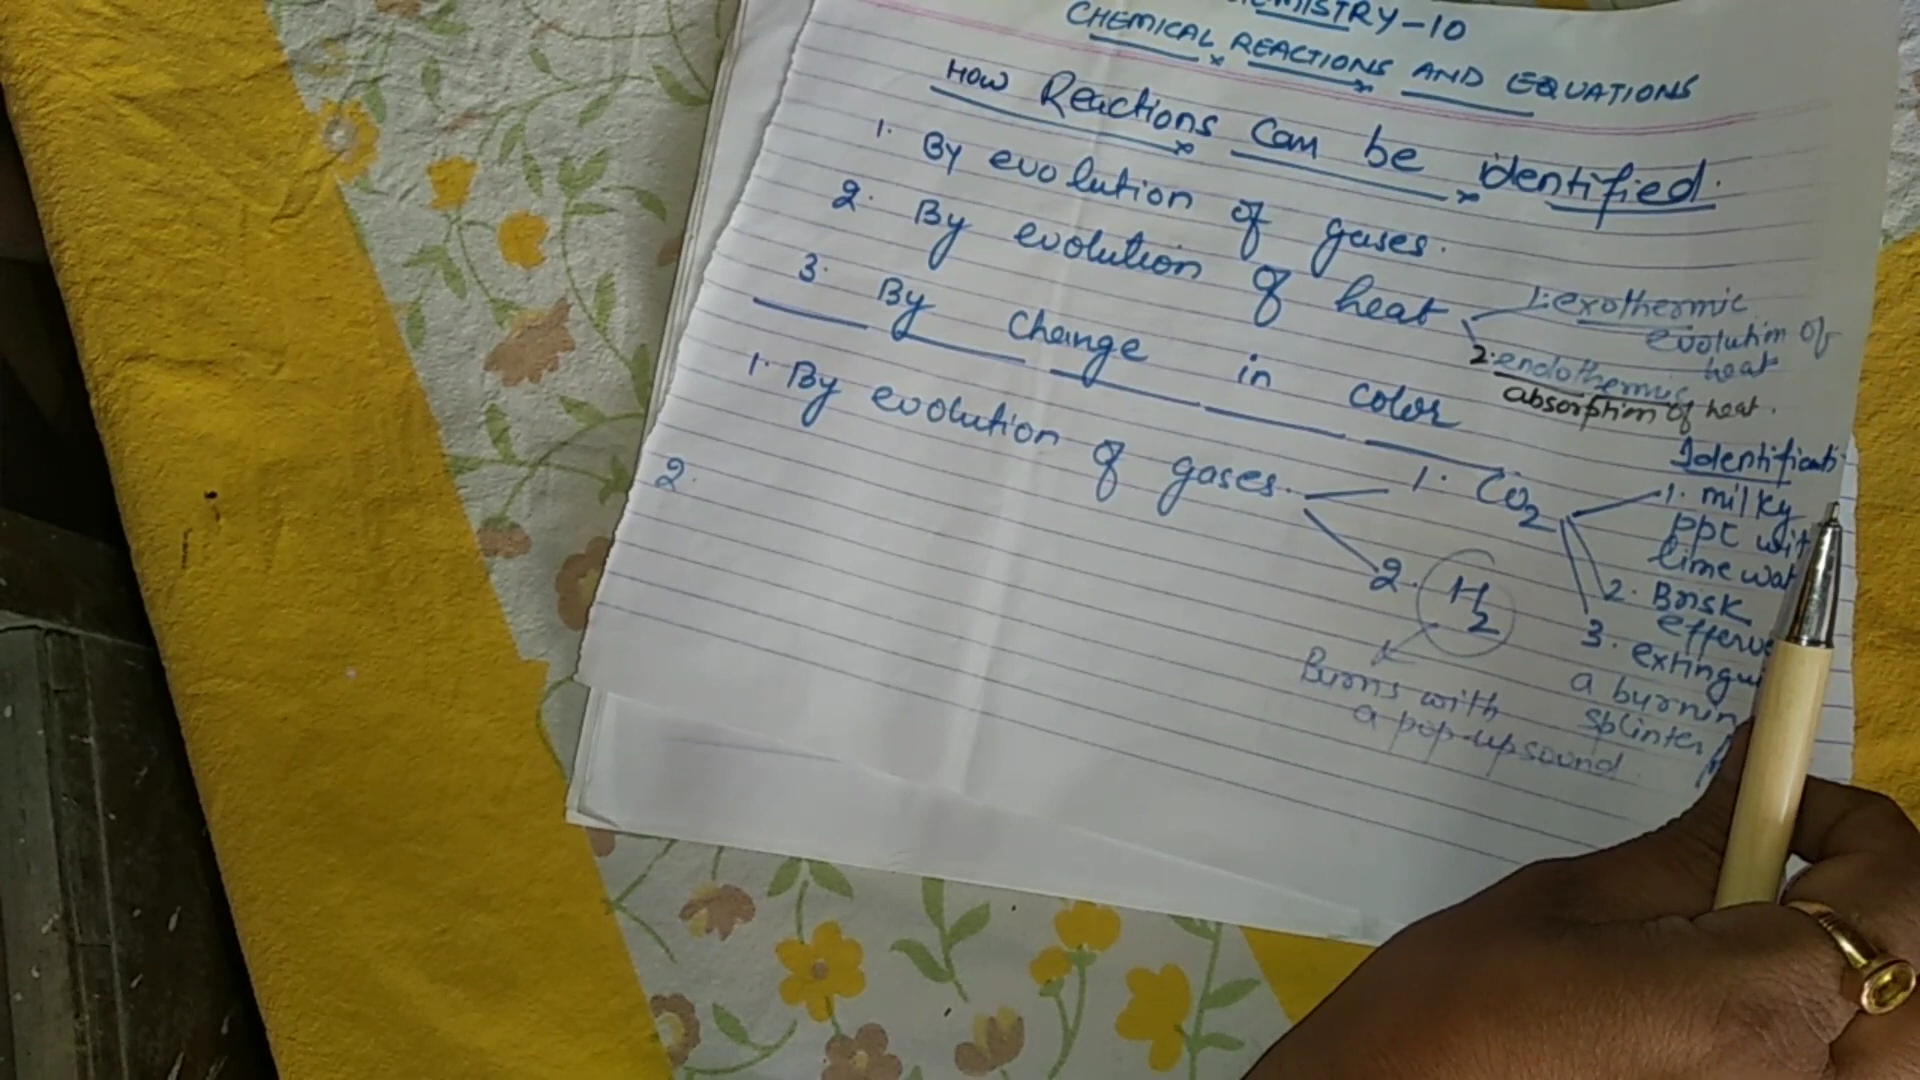 MISTRY-10
CHEMICAL REACTIONS AND EQUATIONS
HOW Reactions Can be identified.
1. By evolution of gases.
2. By evolution of heat
1. exothermic
evolution of
heat
2. endothermic
absorption of heat.
3. By Change in color
1. By evolution of gases.
1. CO2
Identificati
1. milky
ppt wit
lime wat
2. Brisk
efferve
3. extingui
a burnin
splinter
2. H2
Burns with
a pop-up sound.
2.